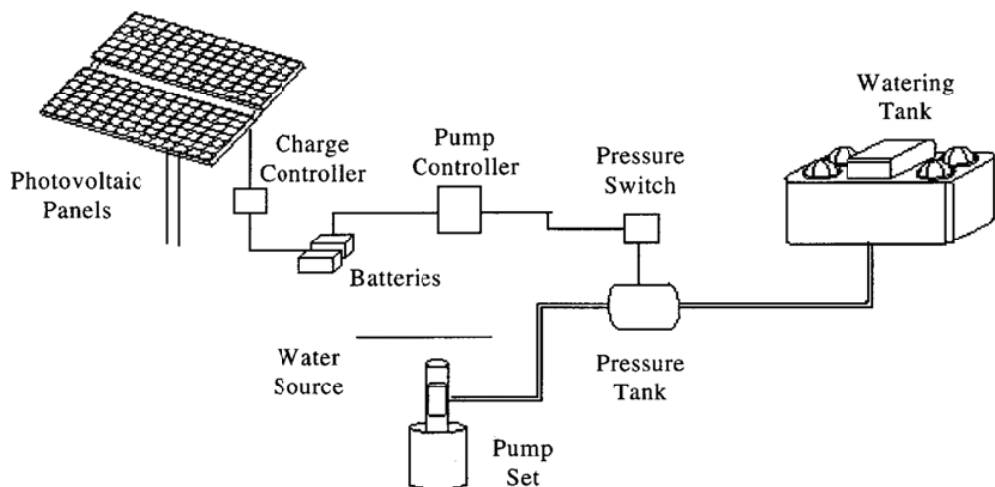 Watering
Tank
Charge
Controller
Pump
Controller
Pressure
Switch
Photovoltaic
Panels
Batteries
Water
Source
Pressure
Tank
Pump
Set